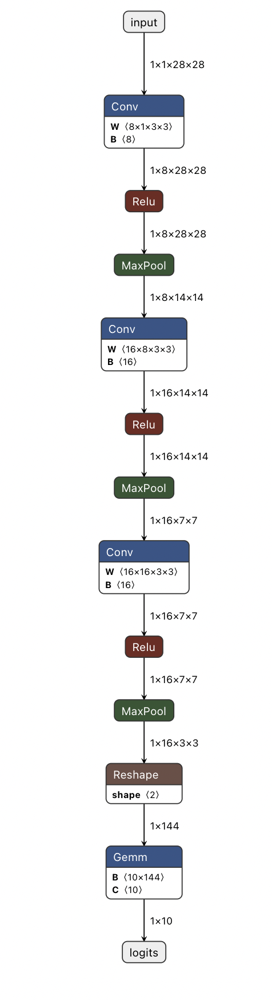 input
1×1×28×28
Conv
W 〈8×1×3×3〉
B 〈8〉
1×8×28×28
Relu
1×8×28×28
MaxPool
1×8×14×14
Conv
W 〈16×8×3×3〉
B 〈16〉
1×16×14×14
Relu
1×16×14×14
MaxPool
1×16×7×7
Conv
W 〈16×16×3×3〉
B 〈16〉
1×16×7×7
Relu
1×16×7×7
MaxPool
1×16×3×3
Reshape
shape 〈2〉
1×144
Gemm
B 〈10×144〉
C 〈10〉
1×10
logits